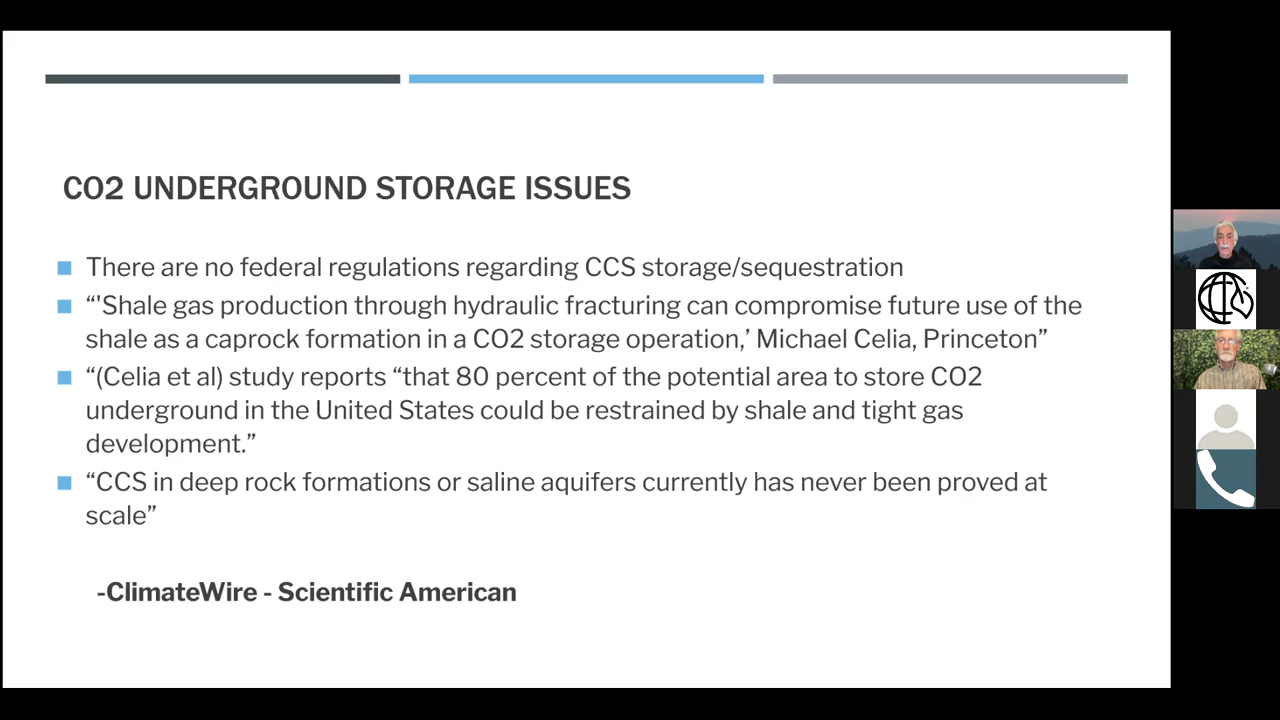 CO2 UNDERGROUND STORAGE ISSUES
There are no federal regulations regarding CCS storage/sequestration
“'Shale gas production through hydraulic fracturing can compromise future use of the
shale as a caprock formation in a CO2 storage operation,’ Michael Celia, Princeton”
“(Celia et al) study reports “that 80 percent of the potential area to store CO2
underground in the United States could be restrained by shale and tight gas
development.”
“CCS in deep rock formations or saline aquifers currently has never been proved at
scale”
-ClimateWire - Scientific American